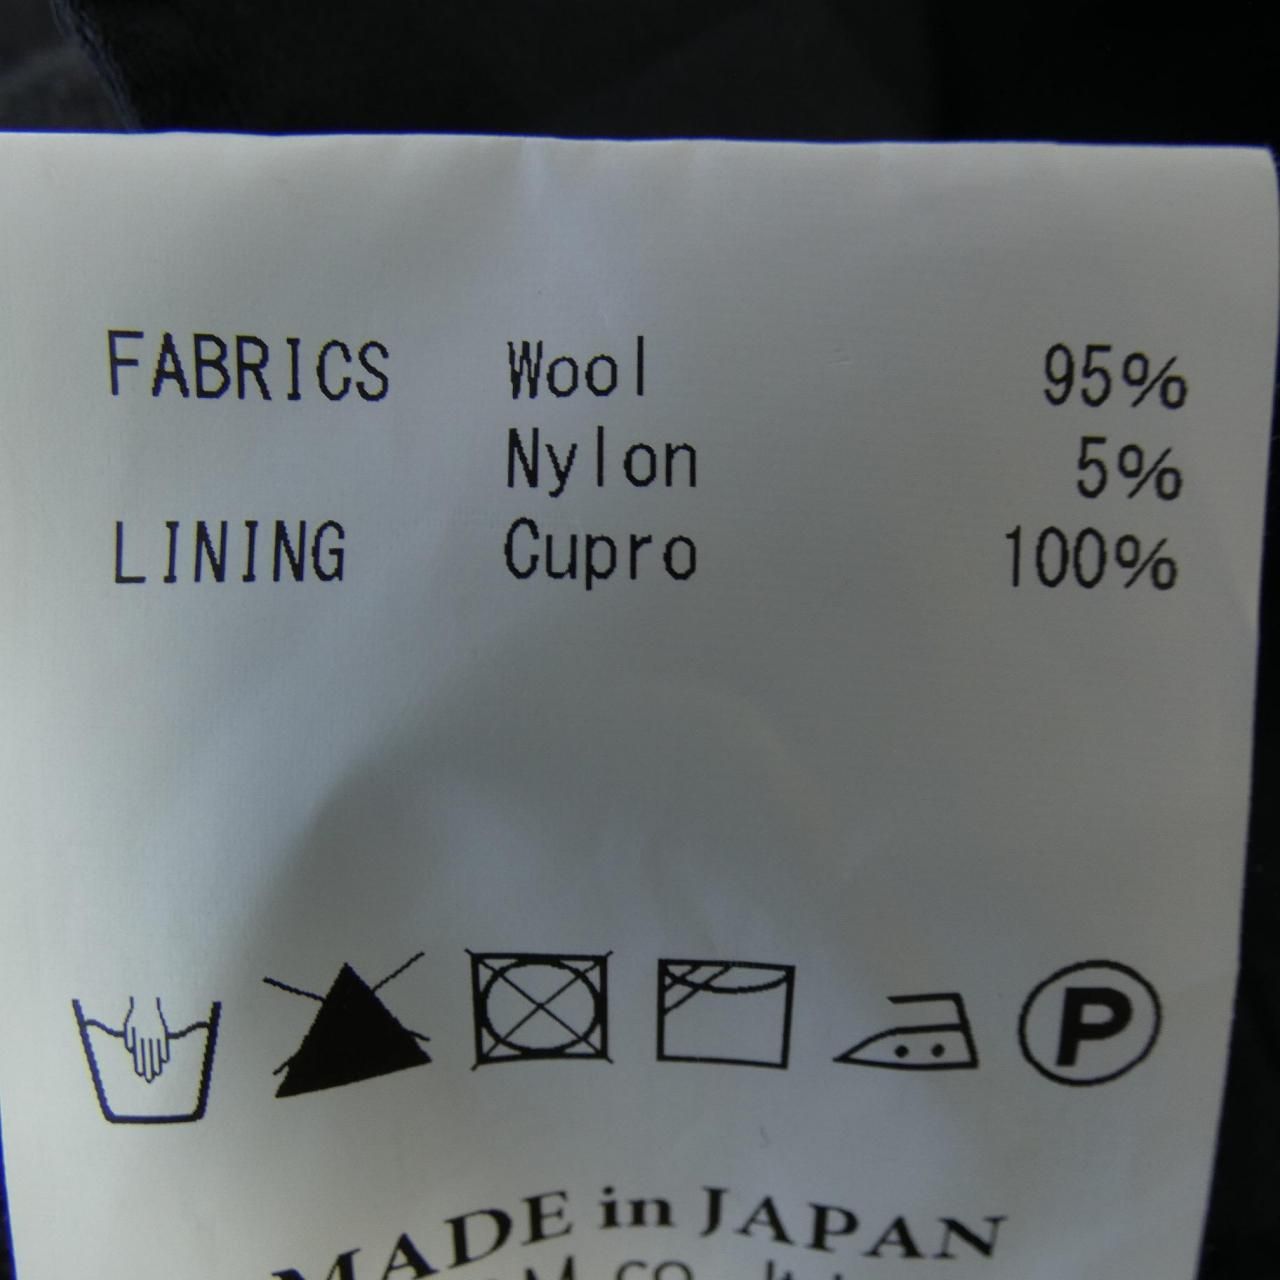 FABRICS Wool 95%
Nylon 5%
LINING Cupro 100%
P
MADE in JAPAN